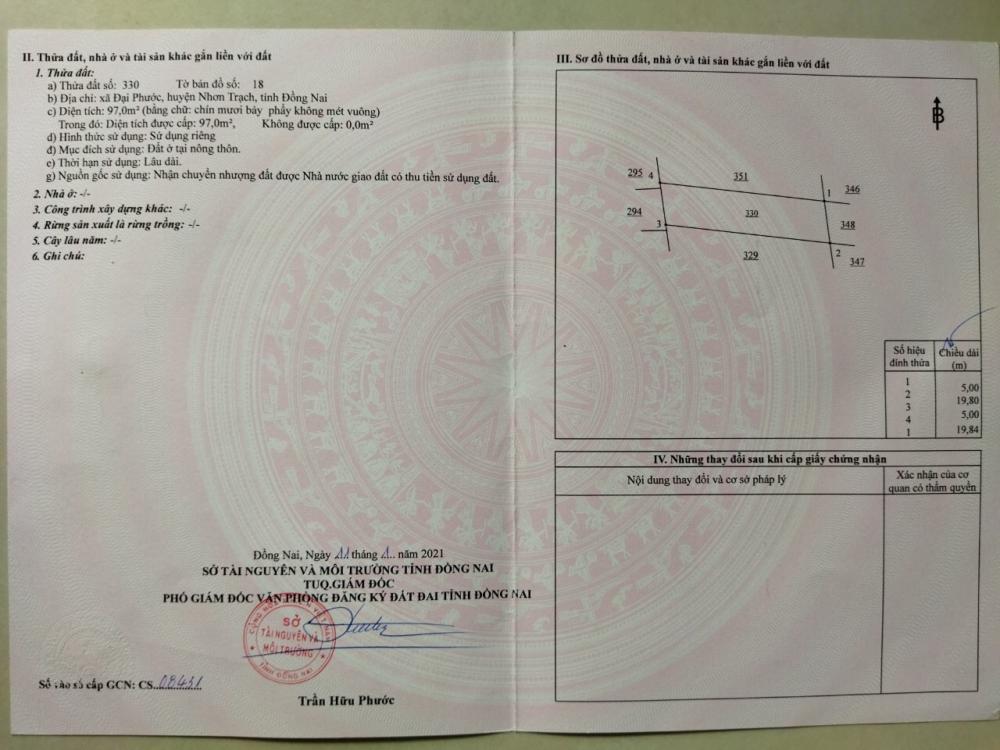 II. Thửa đất, nhà ở và tài sản khác gắn liền với đất
1. Thửa đất:
a) Thửa đất số: 330 Tờ bản đồ số: 18
b) Địa chỉ: xã Đại Phước, huyện Nhơn Trạch, tỉnh Đồng Nai
c) Diện tích: 97,0m² (bằng chữ: chín mươi bảy phẩy không mét vuông)
Trong đó: Diện tích được cấp: 97,0m², Không được cấp: 0,0m²
d) Hình thức sử dụng: Sử dụng riêng
đ) Mục đích sử dụng: Đất ở tại nông thôn.
e) Thời hạn sử dụng: Lâu dài.
g) Nguồn gốc sử dụng: Nhận chuyển nhượng đất được Nhà nước giao đất có thu tiền sử dụng đất.
2. Nhà ở: -/-
3. Công trình xây dựng khác: -/-
4. Rừng sản xuất là rừng trồng: -/-
5. Cây lâu năm: -/-
6. Ghi chú:
Đồng Nai, Ngày 11 tháng 1 năm 2021
SỞ TÀI NGUYÊN VÀ MÔI TRƯỜNG TỈNH ĐỒNG NAI
TUQ.GIÁM ĐỐC
PHÓ GIÁM ĐỐC VĂN PHÒNG ĐĂNG KÝ ĐẤT ĐAI TỈNH ĐỒNG NAI
SỞ
TÀI NGUYÊN VÀ
MÔI TRƯỜNG
TỈNH ĐỒNG NAI
Số vào sổ cấp GCN: CS 08431
Trần Hữu Phước
III. Sơ đồ thửa đất, nhà ở và tài sản khác gắn liền với đất
B
295 4 351 1 346
294 3 330 348
329 2 347
Số hiệu đỉnh thửa Chiều dài (m)
1
5,00
2
19,80
3
5,00
4
19,84
1
IV. Những thay đổi sau khi cấp giấy chứng nhận
Nội dung thay đổi và cơ sở pháp lý
Xác nhận của cơ
quan có thẩm quyền